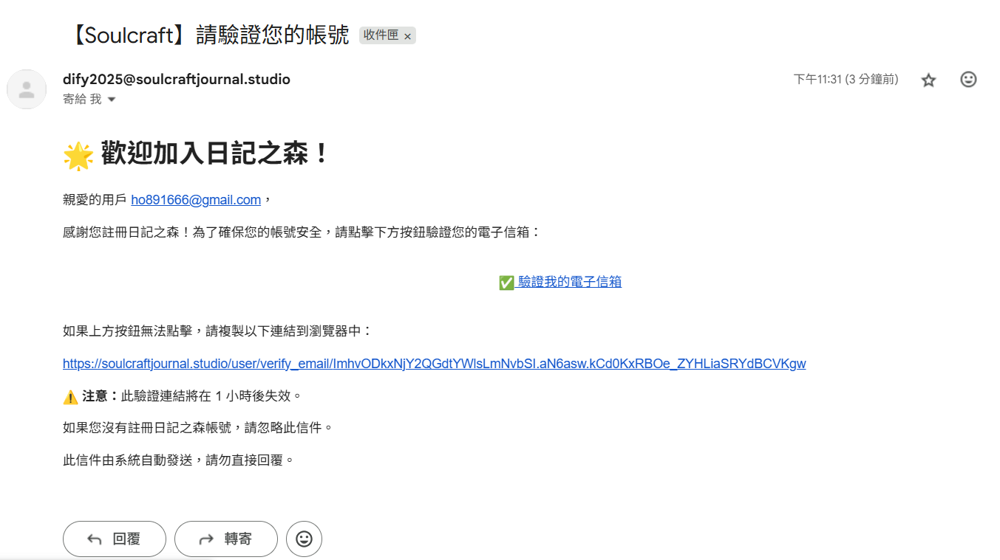 【Soulcraft】請驗證您的帳號 收件匣 ×
dify2025@soulcraftjournal.studio 下午11:31 (3 分鐘前)
寄給 我
🌟 歡迎加入日記之森！
親愛的用戶 ho891666@gmail.com，
感謝您註冊日記之森！為了確保您的帳號安全，請點擊下方按鈕驗證您的電子信箱：
✅ 驗證我的電子信箱
如果上方按鈕無法點擊，請複製以下連結到瀏覽器中：
https://soulcraftjournal.studio/user/verify_email/ImhvODkxNjY2QGdtYWlsLmNvbSI.aN6asw.kCd0KxRBOe_ZYHLiaSRYdBCVKgw
⚠️ 注意：此驗證連結將在 1 小時後失效。
如果您沒有註冊日記之森帳號，請忽略此信件。
此信件由系統自動發送，請勿直接回覆。
回覆 轉寄